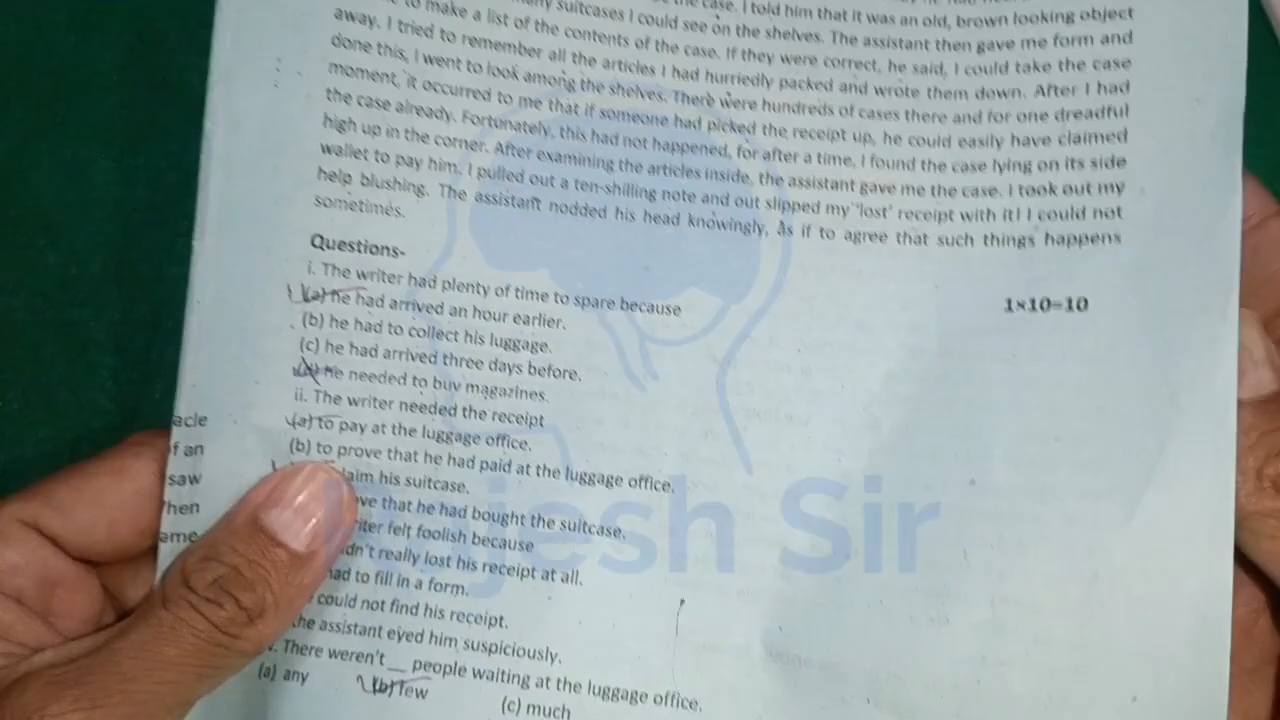 the case. I told him that it was an old, brown looking object
suitcases I could see on the shelves. The assistant then gave me form and
to make a list of the contents of the case. If they were correct, he said, I could take the case
away. I tried to remember all the articles I had hurriedly packed and wrote them down. After I had
done this, I went to look among the shelves. There were hundreds of cases there and for one dreadful
moment, it occurred to me that if someone had picked the receipt up, he could easily have claimed
the case already. Fortunately, this had not happened, for after a time, I found the case lying on its side
high up in the corner. After examining the articles inside, the assistant gave me the case. I took out my
wallet to pay him. I pulled out a ten-shilling note and out slipped my 'lost' receipt with it! I could not
help blushing. The assistant nodded his head knowingly, as if to agree that such things happens
sometimes.
Questions-
1×10=10
i. The writer had plenty of time to spare because
(a) he had arrived an hour earlier.
(b) he had to collect his luggage.
(c) he had arrived three days before.
he needed to buy magazines.
ii. The writer needed the receipt
(a) to pay at the luggage office.
(b) to prove that he had paid at the luggage office.
laim his suitcase.
ove that he had bought the suitcase.
riter felt foolish because
dn't really lost his receipt at all.
had to fill in a form.
could not find his receipt.
the assistant eyed him suspiciously.
. There weren't __ people waiting at the luggage office.
(a) any (b) few (c) much
acle
f an
saw
hen
ame
jesh Sir